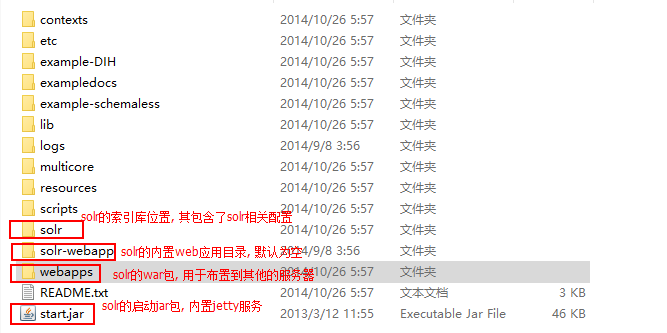 contexts 2014/10/26 5:57 文件夹
etc 2014/10/26 5:57 文件夹
example-DIH 2014/10/26 5:57 文件夹
exampledocs 2014/10/26 5:57 文件夹
example-schemaless 2014/10/26 5:57 文件夹
lib 2014/10/26 5:57 文件夹
logs 2014/9/8 3:56 文件夹
multicore 2014/10/26 5:57 文件夹
resources 2014/10/26 5:57 文件夹
scripts 2014/10/26 5:57 文件夹
solr的索引库位置, 其包含了solr相关配置
solr 2014/10/26 5:57 文件夹
solr-webapp solr的内置web应用目录, 默认为空 2014/9/8 3:56 文件夹
webapps solr的war包, 用于布置到其他的服务器 文件夹
README.txt 2014/10/26 5:57 文本文档 3 KB
solr的启动jar包, 内置jetty服务
start.jar 2013/3/12 11:55 Executable Jar File 46 KB